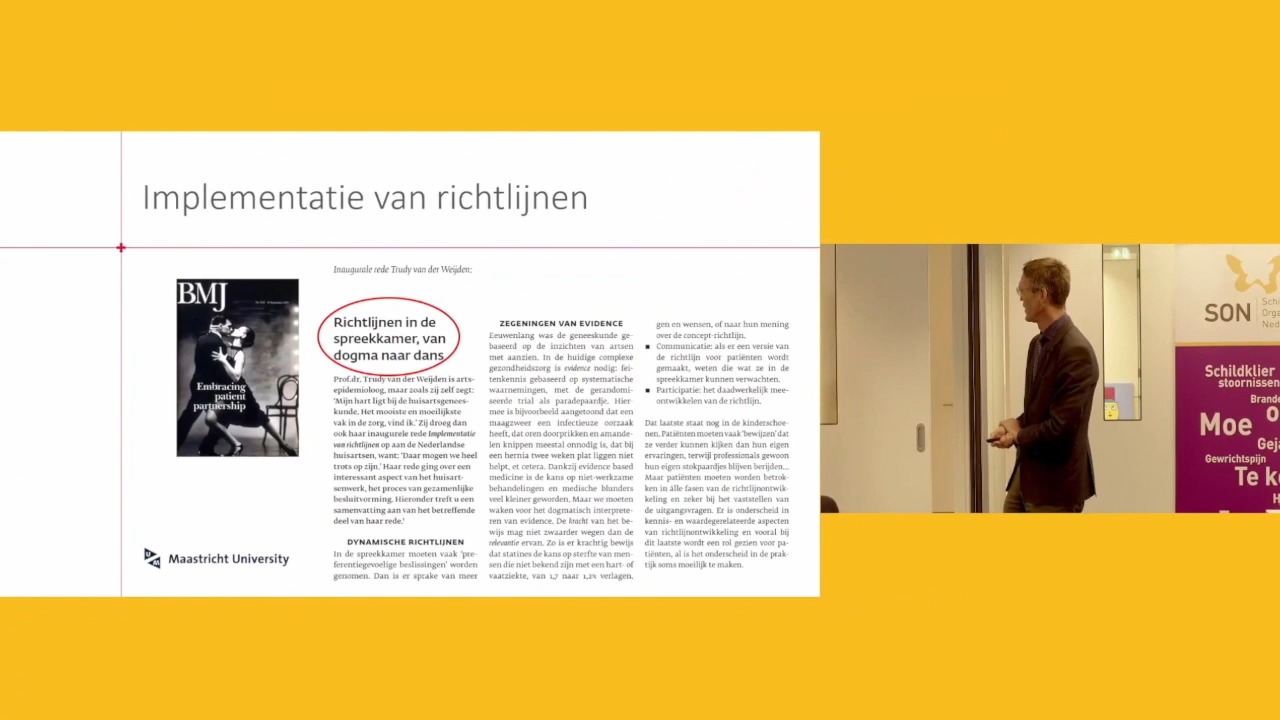 Implementatie van richtlijnen
BMJ
Embracing
patient
partnership
Maastricht University
Inaugurale rede Trudy van der Weijden:
Richtlijnen in de
spreekkamer, van
dogma naar dans
Prof.dr. Trudy van der Weijden is arts-
epidemioloog, maar zoals zij zelf zegt:
‘Mijn hart ligt bij de huisartsgenees-
kunde. Het mooiste en moeilijkste
vak in de zorg, vind ik.’ Zij droeg dan
ook haar inaugurele rede Implementatie
van richtlijnen op aan de Nederlandse
huisartsen, want: ‘Daar mogen we heel
trots op zijn.’ Haar rede ging over een
interessant aspect van het huisart-
senwerk, het proces van gezamenlijke
besluitvorming. Hieronder treft u een
samenvatting aan van het betreffende
deel van haar rede.¹
DYNAMISCHE RICHTLIJNEN
In de spreekkamer moeten vaak ‘pre-
ferentiegevoelige beslissingen’ worden
genomen. Dan is er sprake van meer
ZEGENINGEN VAN EVIDENCE
Eeuwenlang was de geneeskunde ge-
baseerd op de inzichten van artsen
met aanzien. In de huidige complexe
gezondheidszorg is evidence nodig: fei-
tenkennis gebaseerd op systematische
waarnemingen, met de gerandomi-
seerde trial als paradepaardje. Hier-
mee is bijvoorbeeld aangetoond dat een
maagzweer een infectieuze oorzaak
heeft, dat oren doorprikken en amande-
len knippen meestal onnodig is, dat bij
een hernia twee weken plat liggen niet
helpt, et cetera. Dankzij evidence based
medicine is de kans op niet-werkzame
behandelingen en medische blunders
veel kleiner geworden. Maar we moeten
waken voor het dogmatisch interprete-
ren van evidence. De kracht van het be-
wijs mag niet zwaarder wegen dan de
relevantie ervan. Zo is er krachtig bewijs
dat statines de kans op sterfte van men-
sen die niet bekend zijn met een hart- of
vaatziekte, van 1,7 naar 1,2% verlagen.
gen en wensen, of naar hun mening
over de concept-richtlijn.
■ Communicatie: als er een versie van
de richtlijn voor patiënten wordt
gemaakt, weten die wat ze in de
spreekkamer kunnen verwachten.
■ Participatie: het daadwerkelijk mee-
ontwikkelen van de richtlijn.
Dat laatste staat nog in de kinderschoe-
nen. Patiënten moeten vaak ‘bewijzen’ dat
ze verder kunnen kijken dan hun eigen
ervaringen, terwijl professionals gewoon
hun eigen stokpaardjes blijven berijden...
Maar patiënten moeten worden betrok-
ken in álle fasen van de richtlijnontwik-
keling en zeker bij het vaststellen van
de uitgangsvragen. Er is onderscheid in
kennis- en waardegerelateerde aspecten
van richtlijnontwikkeling en vooral bij
dit laatste wordt een rol gezien voor pa-
tiënten, al is het onderscheid in de prak-
tijk soms moeilijk te maken.
SON
Schi
Orga
Nede
Schildklier
stoornissen
Brande
Moe
Geja
Gewrichtspijn
Te k